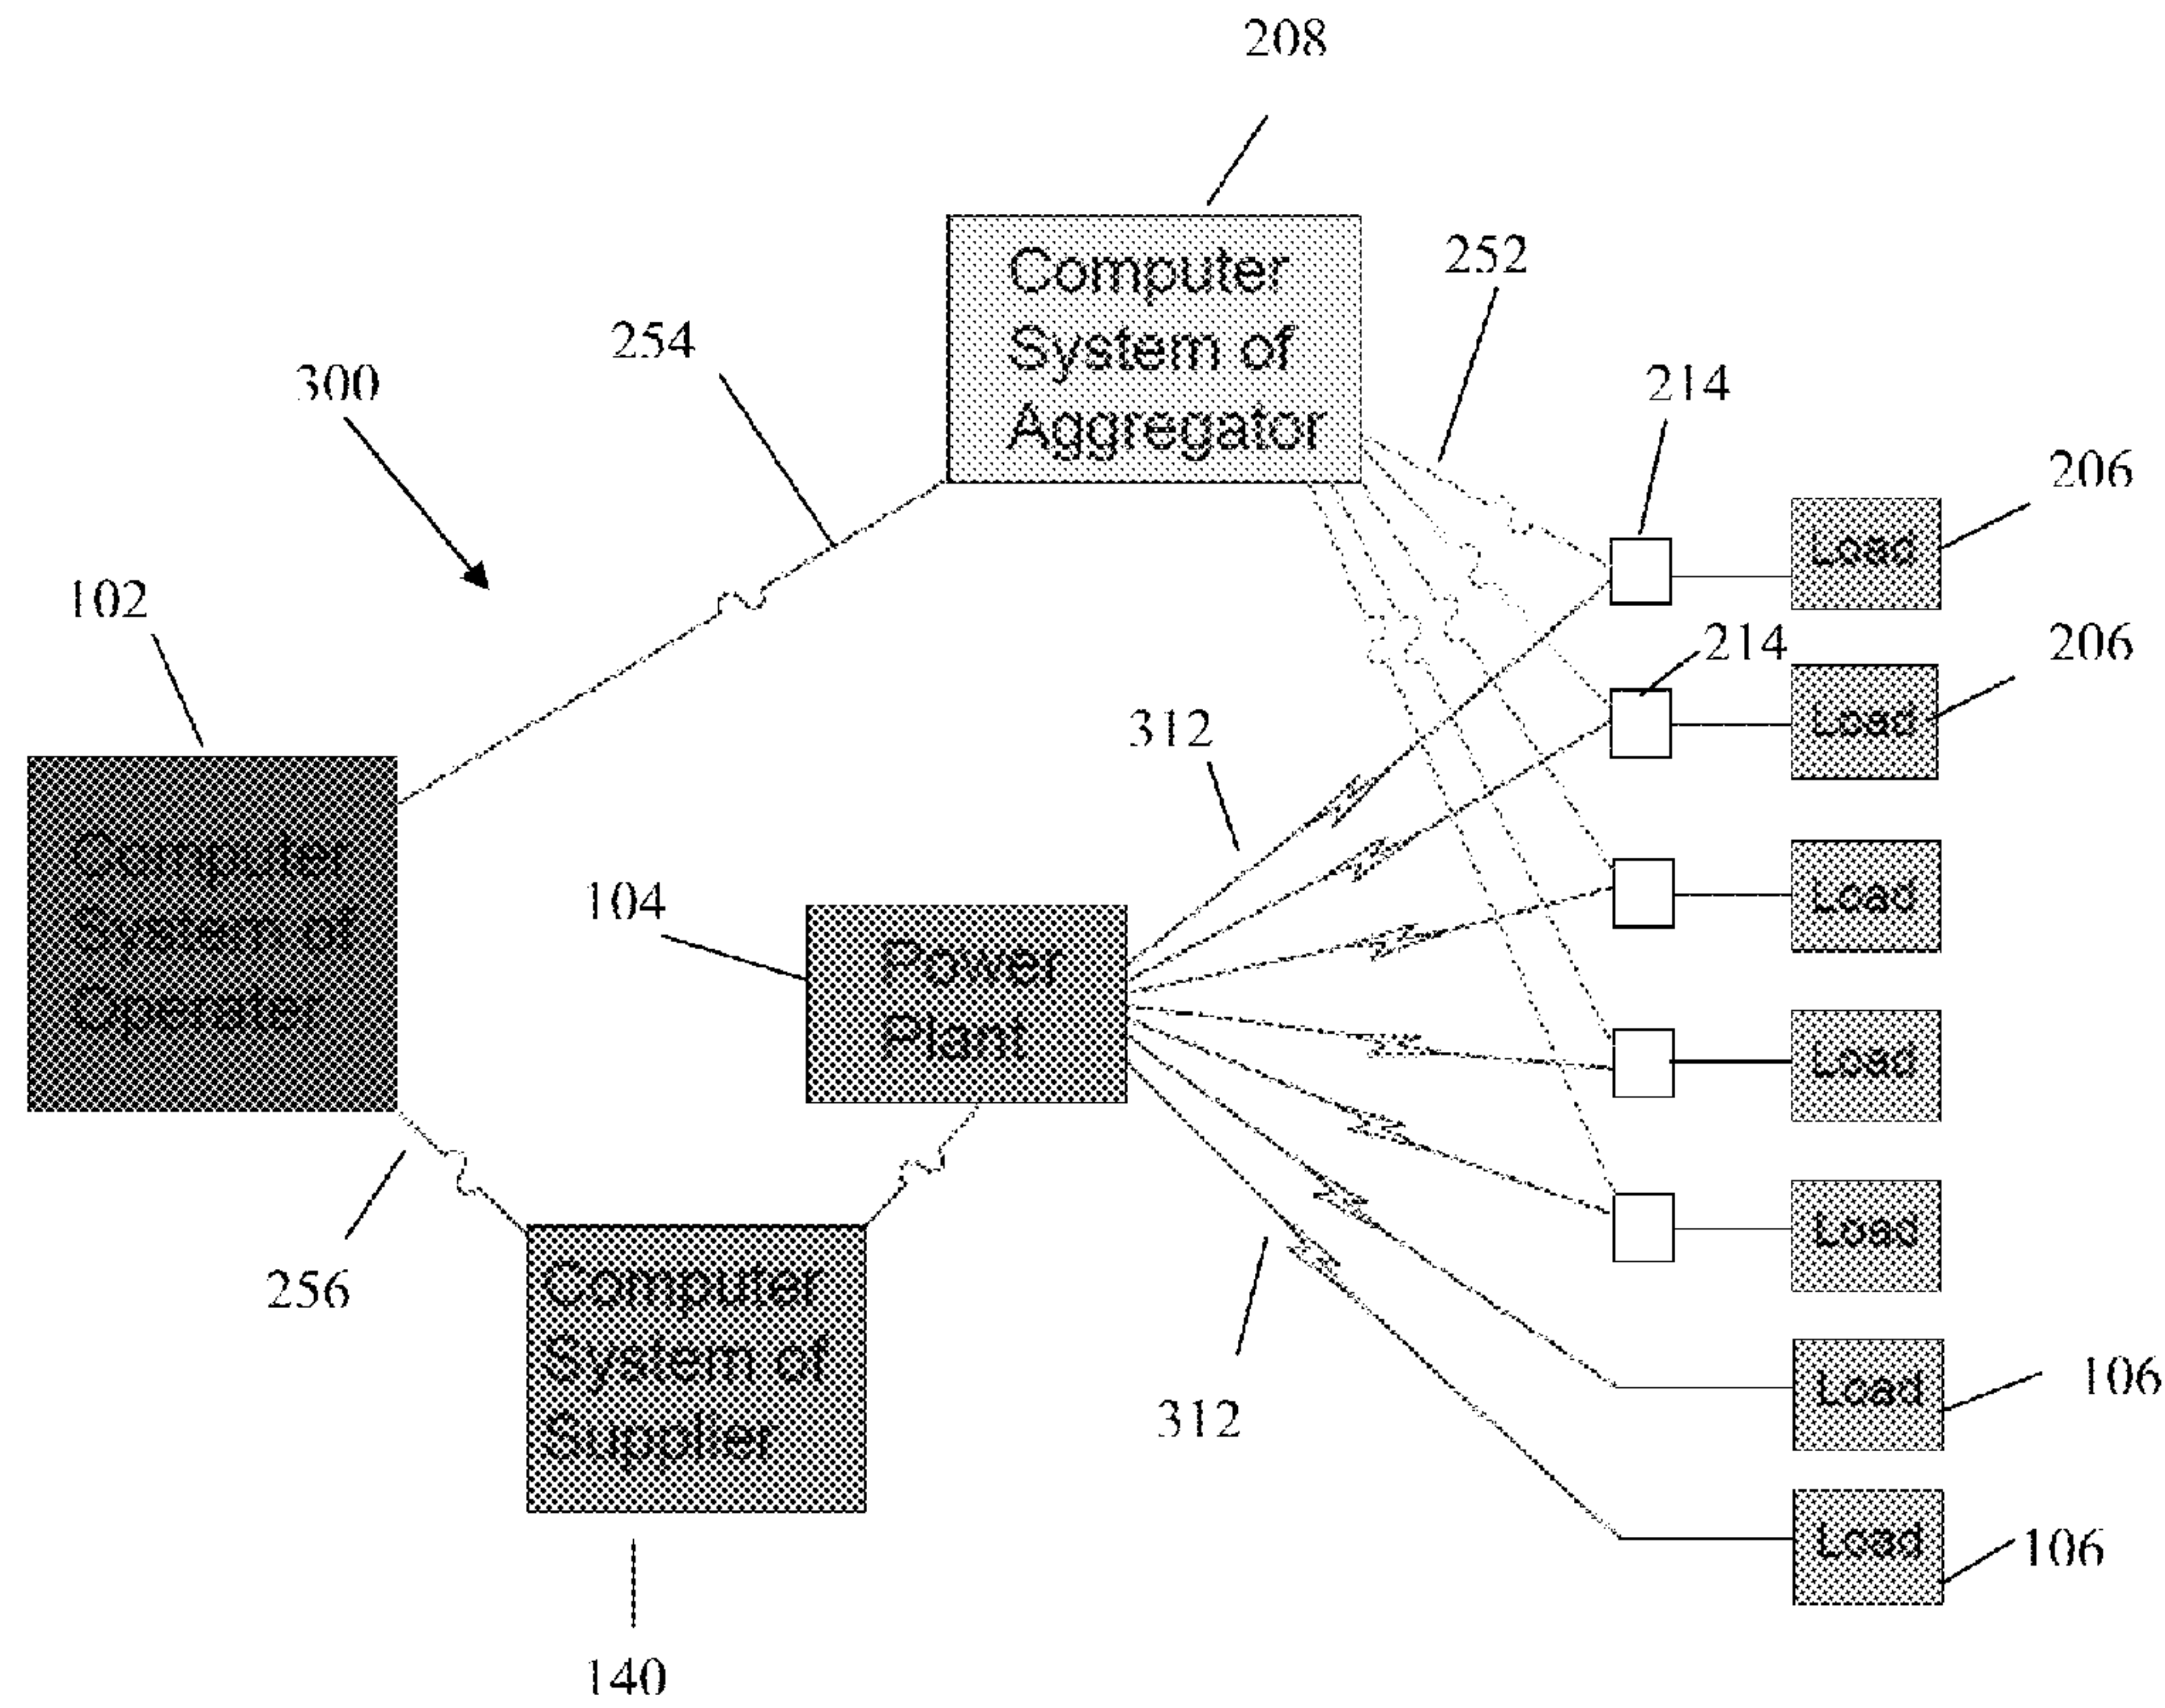 208
Computer
System of
Aggregator
252
254
300
214
206
Load
102
214
206
Load
312
Computer
System of
Operater
104
Power
Plant
Load
Load
256
Computer
System of
Supplier
Load
312
Load
106
Load
106
140